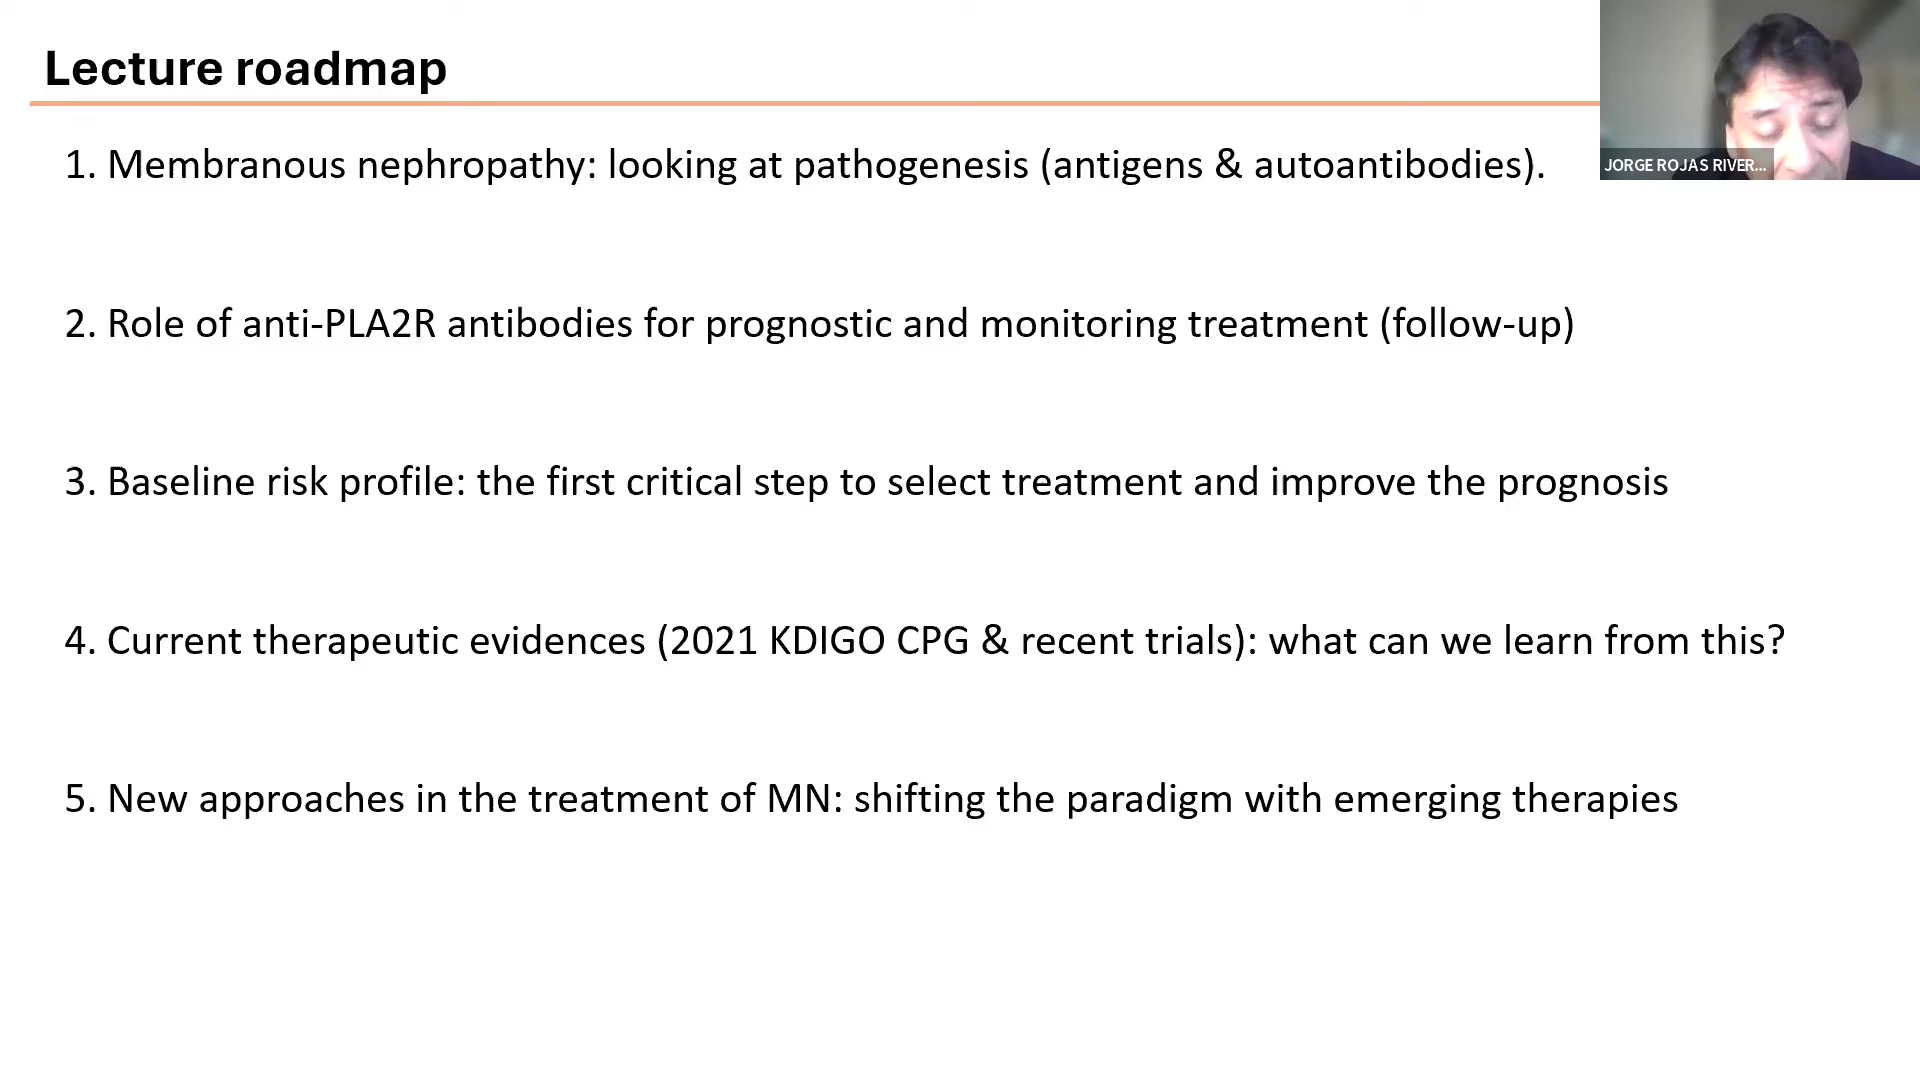 Lecture roadmap
JORGE ROJAS RIVER...
1. Membranous nephropathy: looking at pathogenesis (antigens & autoantibodies).
2. Role of anti-PLA2R antibodies for prognostic and monitoring treatment (follow-up)
3. Baseline risk profile: the first critical step to select treatment and improve the prognosis
4. Current therapeutic evidences (2021 KDIGO CPG & recent trials): what can we learn from this?
5. New approaches in the treatment of MN: shifting the paradigm with emerging therapies